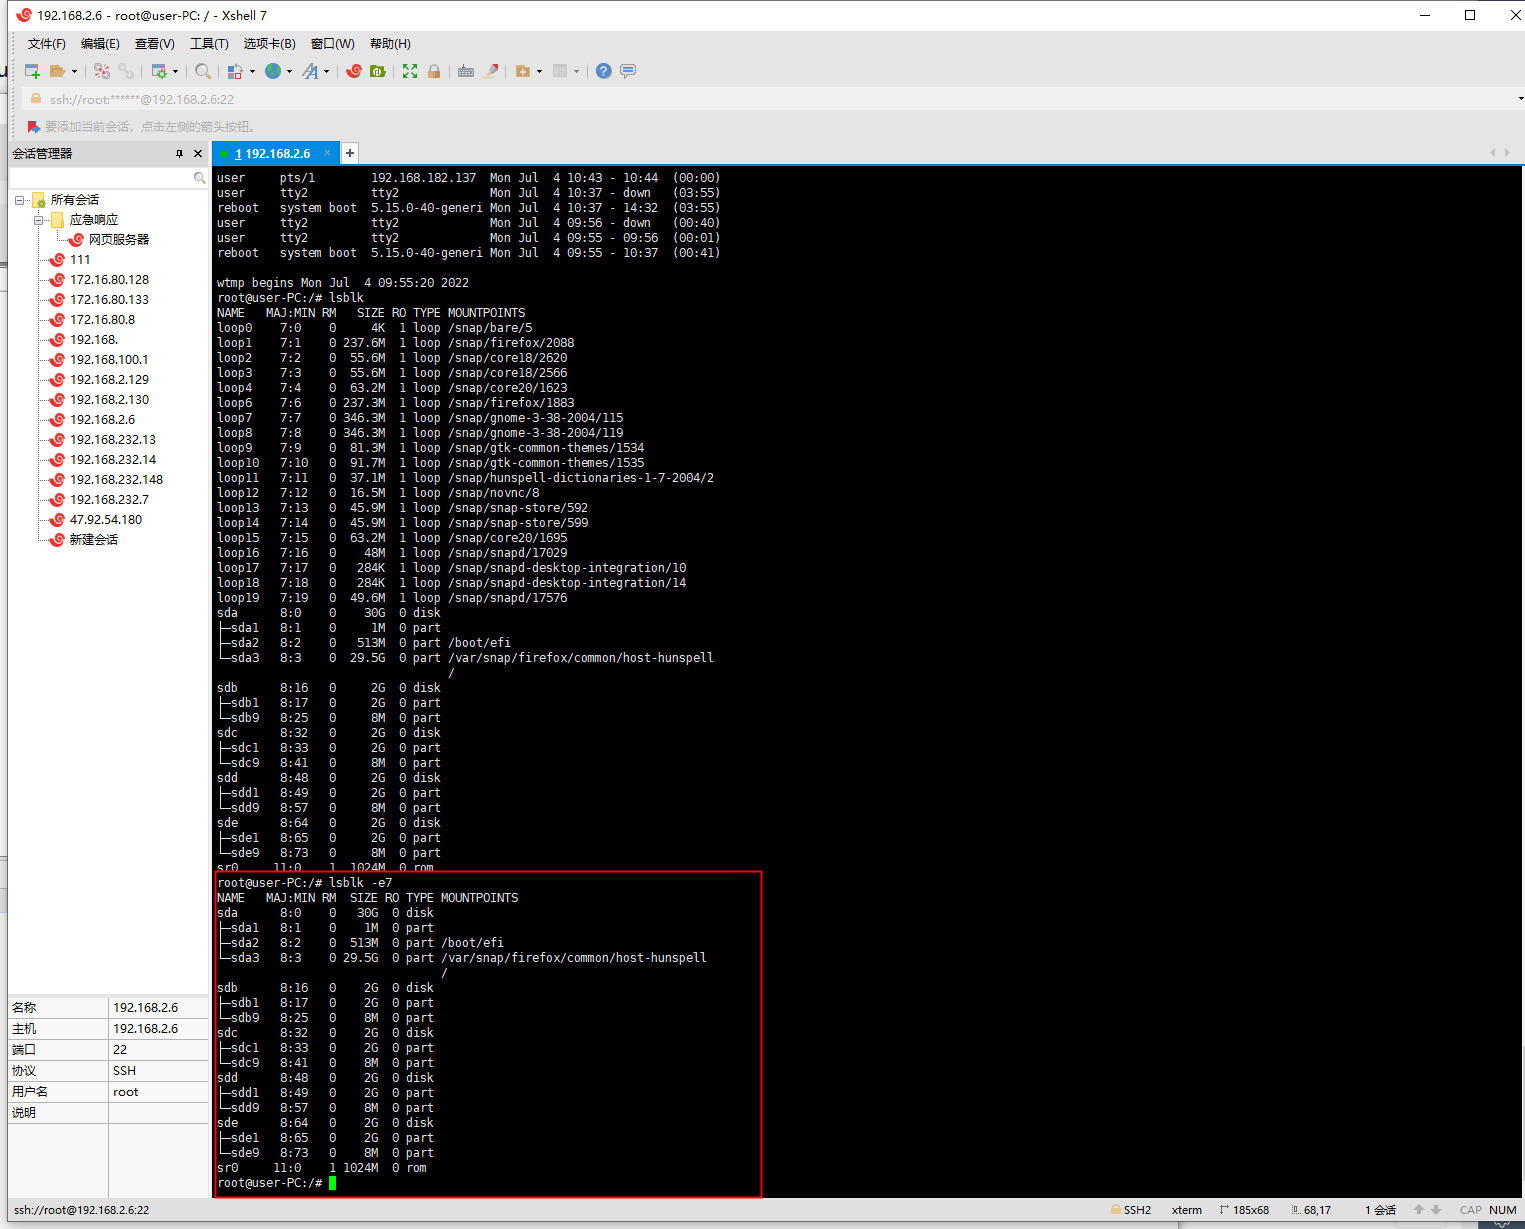 192.168.2.6 - root@user-PC: / - Xshell 7
文件(F) 编辑(E) 查看(V) 工具(T) 选项卡(B) 窗口(W) 帮助(H)
ssh://root:******@192.168.2.6:22
要添加当前会话，点击左侧的箭头按钮。
会话管理器
1 192.168.2.6
所有会话
应急响应
网页服务器
111
172.16.80.128
172.16.80.133
172.16.80.8
192.168.
192.168.100.1
192.168.2.129
192.168.2.130
192.168.2.6
192.168.232.13
192.168.232.14
192.168.232.148
192.168.232.7
47.92.54.180
新建会话
名称 192.168.2.6
主机 192.168.2.6
端口 22
协议 SSH
用户名 root
说明
user     pts/1        192.168.182.137  Mon Jul  4 10:43 - 10:44  (00:00)
user     tty2         tty2             Mon Jul  4 10:37 - down   (03:55)
reboot   system boot  5.15.0-40-generi Mon Jul  4 10:37 - 14:32  (03:55)
user     tty2         tty2             Mon Jul  4 09:56 - down   (00:40)
user     tty2         tty2             Mon Jul  4 09:55 - 09:56  (00:01)
reboot   system boot  5.15.0-40-generi Mon Jul  4 09:55 - 10:37  (00:41)
wtmp begins Mon Jul  4 09:55:20 2022
root@user-PC:/# lsblk
NAME   MAJ:MIN RM   SIZE RO TYPE MOUNTPOINTS
loop0    7:0    0     4K  1 loop /snap/bare/5
loop1    7:1    0 237.6M  1 loop /snap/firefox/2088
loop2    7:2    0  55.6M  1 loop /snap/core18/2620
loop3    7:3    0  55.6M  1 loop /snap/core18/2566
loop4    7:4    0  63.2M  1 loop /snap/core20/1623
loop6    7:6    0 237.3M  1 loop /snap/firefox/1883
loop7    7:7    0 346.3M  1 loop /snap/gnome-3-38-2004/115
loop8    7:8    0 346.3M  1 loop /snap/gnome-3-38-2004/119
loop9    7:9    0  81.3M  1 loop /snap/gtk-common-themes/1534
loop10   7:10   0  91.7M  1 loop /snap/gtk-common-themes/1535
loop11   7:11   0  37.1M  1 loop /snap/hunspell-dictionaries-1-7-2004/2
loop12   7:12   0  16.5M  1 loop /snap/novnc/8
loop13   7:13   0  45.9M  1 loop /snap/snap-store/592
loop14   7:14   0  45.9M  1 loop /snap/snap-store/599
loop15   7:15   0  63.2M  1 loop /snap/core20/1695
loop16   7:16   0    48M  1 loop /snap/snapd/17029
loop17   7:17   0   284K  1 loop /snap/snapd-desktop-integration/10
loop18   7:18   0   284K  1 loop /snap/snapd-desktop-integration/14
loop19   7:19   0  49.6M  1 loop /snap/snapd/17576
sda      8:0    0    30G  0 disk
├─sda1   8:1    0     1M  0 part
├─sda2   8:2    0   513M  0 part /boot/efi
└─sda3   8:3    0  29.5G  0 part /var/snap/firefox/common/host-hunspell
/
sdb      8:16   0     2G  0 disk
├─sdb1   8:17   0     2G  0 part
└─sdb9   8:25   0     8M  0 part
sdc      8:32   0     2G  0 disk
├─sdc1   8:33   0     2G  0 part
└─sdc9   8:41   0     8M  0 part
sdd      8:48   0     2G  0 disk
├─sdd1   8:49   0     2G  0 part
└─sdd9   8:57   0     8M  0 part
sde      8:64   0     2G  0 disk
├─sde1   8:65   0     2G  0 part
└─sde9   8:73   0     8M  0 part
sr0     11:0    1  1024M  0 rom
root@user-PC:/# lsblk -e7
NAME   MAJ:MIN RM  SIZE RO TYPE MOUNTPOINTS
sda      8:0    0   30G  0 disk
├─sda1   8:1    0    1M  0 part
├─sda2   8:2    0  513M  0 part /boot/efi
└─sda3   8:3    0 29.5G  0 part /var/snap/firefox/common/host-hunspell
/
sdb      8:16   0    2G  0 disk
├─sdb1   8:17   0    2G  0 part
└─sdb9   8:25   0    8M  0 part
sdc      8:32   0    2G  0 disk
├─sdc1   8:33   0    2G  0 part
└─sdc9   8:41   0    8M  0 part
sdd      8:48   0    2G  0 disk
├─sdd1   8:49   0    2G  0 part
└─sdd9   8:57   0    8M  0 part
sde      8:64   0    2G  0 disk
├─sde1   8:65   0    2G  0 part
└─sde9   8:73   0    8M  0 part
sr0     11:0    1 1024M  0 rom
root@user-PC:/#
ssh://root@192.168.2.6:22 SSH2 xterm 185x68 68,17 1 会话 CAP NUM